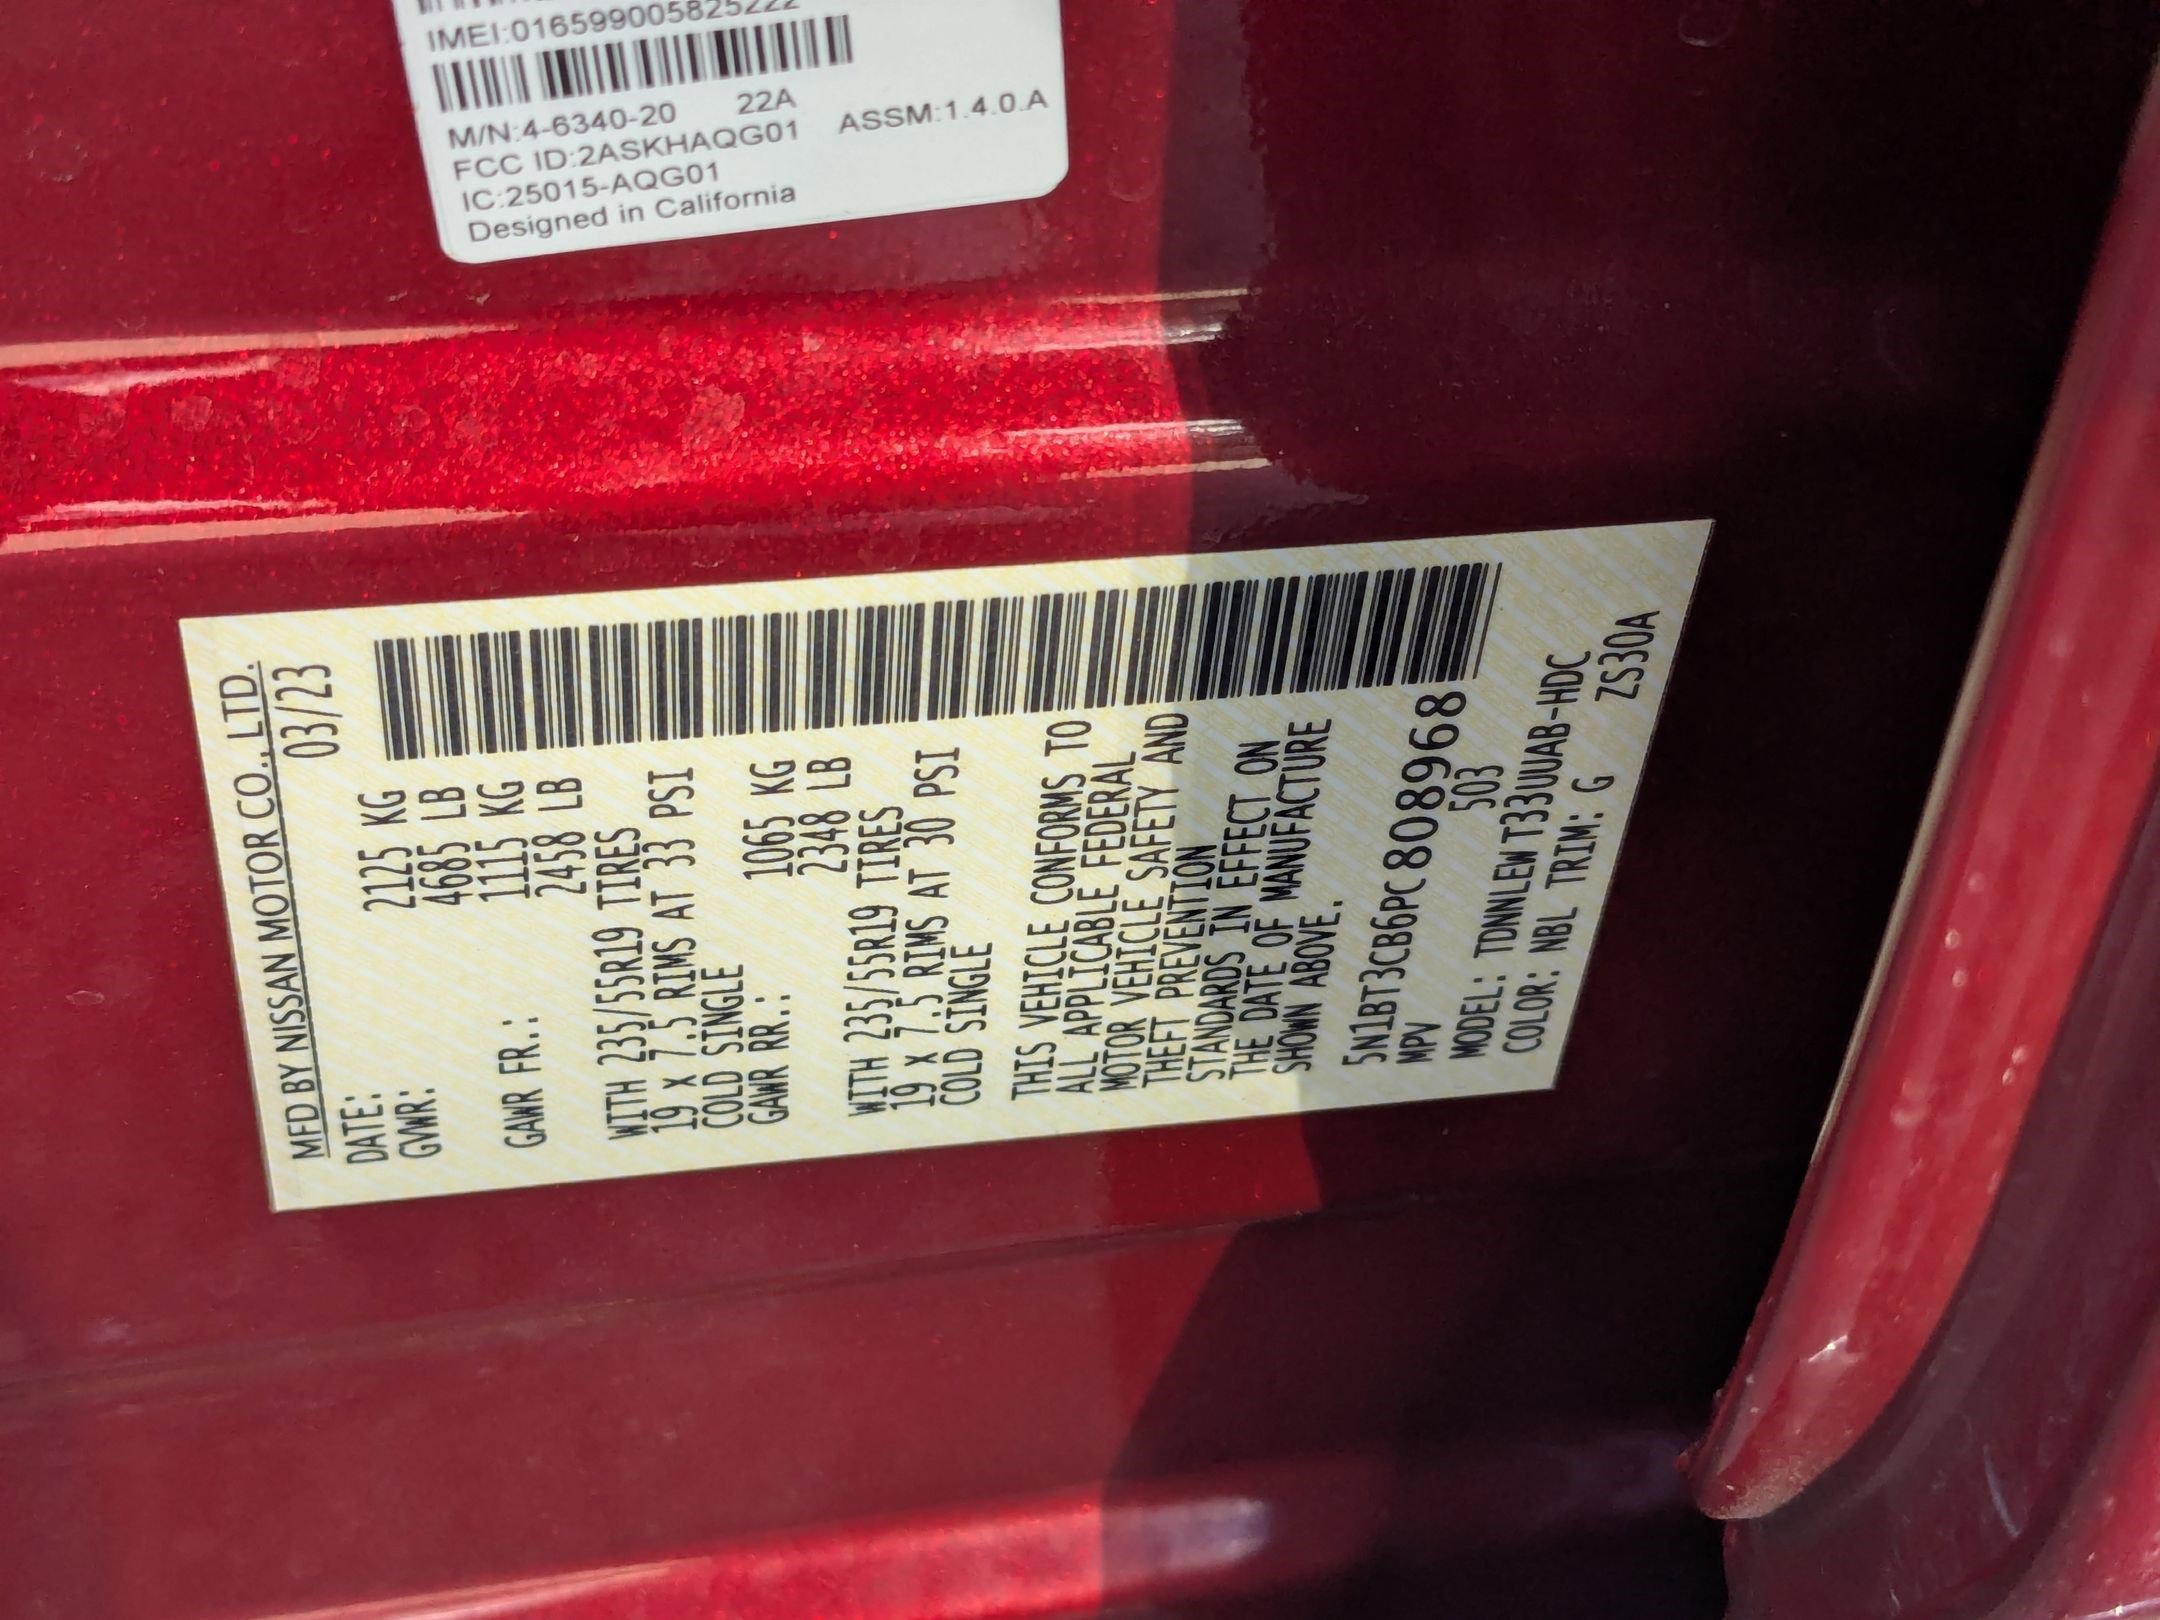 IMEI:016599005825222
M/N:4-6340-20 22A
FCC ID:2ASKHAQG01 ASSM:1.4.0.A
IC:25015-AQG01
Designed in California
MFD BY NISSAN MOTOR CO., LTD.
DATE: 03/23
GVWR: 2125 KG
4685 LB
GAWR FR.: 1115 KG
2458 LB
WITH 235/55R19 TIRES
19 X 7.5 RIMS AT 33 PSI
COLD SINGLE
GAWR RR.: 1065 KG
2348 LB
WITH 235/55R19 TIRES
19 X 7.5 RIMS AT 30 PSI
COLD SINGLE
THIS VEHICLE CONFORMS TO
ALL APPLICABLE FEDERAL
MOTOR VEHICLE SAFETY AND
THEFT PREVENTION
STANDARDS IN EFFECT ON
THE DATE OF MANUFACTURE
SHOWN ABOVE.
5N1BT3CB6PC808968
MPV 503
MODEL: TDNNLEW T33UUAB-HDC
COLOR: NBL TRIM: G ZS30A